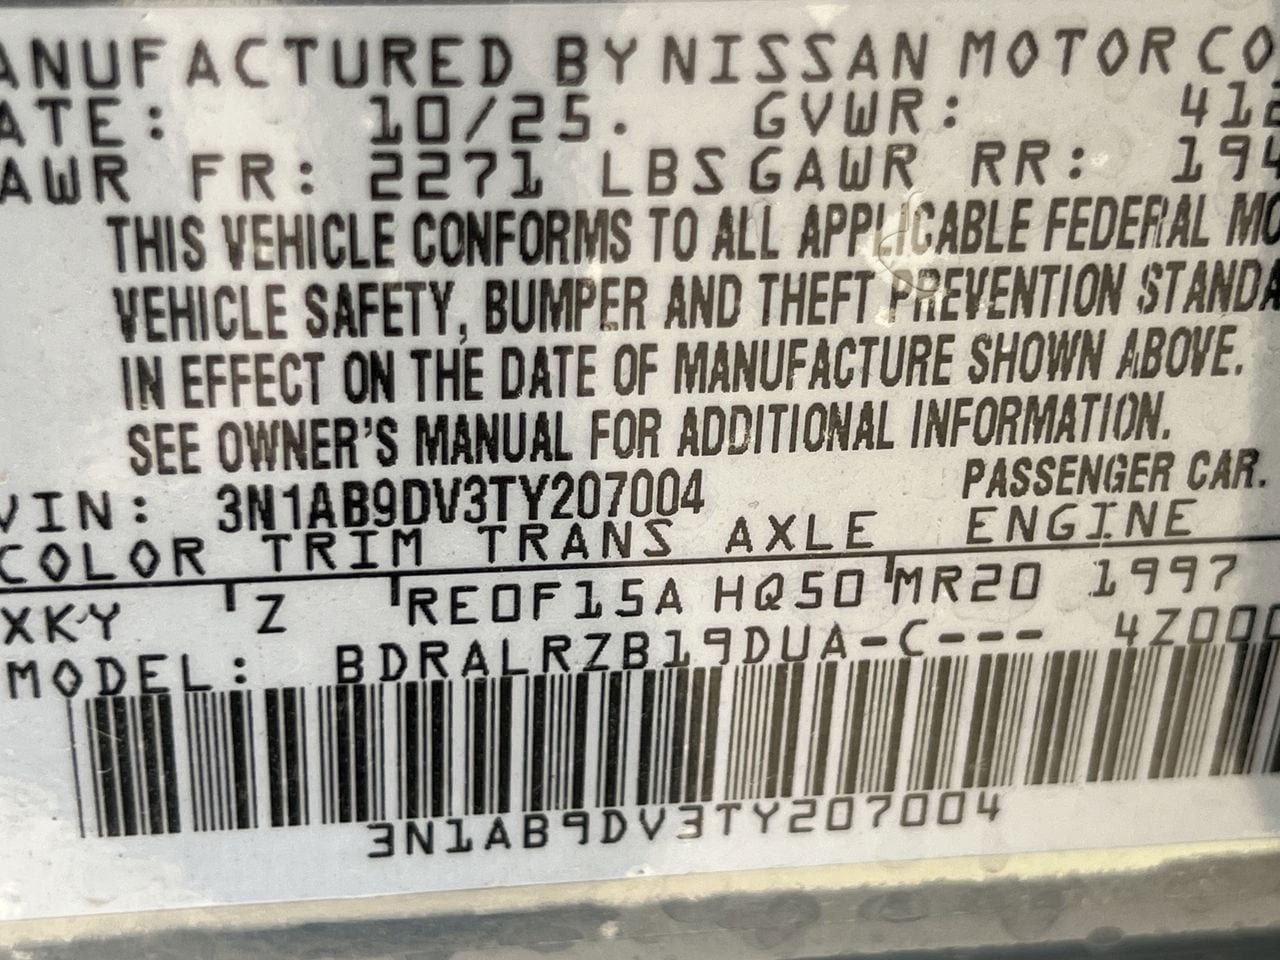 ANUFACTURED BY NISSAN MOTOR CO
ATE: 10/25. GVWR: 412
AWR FR: 2271 LBS GAWR RR: 194
THIS VEHICLE CONFORMS TO ALL APPLICABLE FEDERAL MO
VEHICLE SAFETY, BUMPER AND THEFT PREVENTION STANDA
IN EFFECT ON THE DATE OF MANUFACTURE SHOWN ABOVE.
SEE OWNER'S MANUAL FOR ADDITIONAL INFORMATION.
VIN: 3N1AB9DV3TY207004 PASSENGER CAR.
COLOR TRIM TRANS AXLE ENGINE
XKY Z RE0F15A HQ50 MR20 1997
MODEL: BDRALRZB19DUA-C--- 4Z000
3N1AB9DV3TY207004